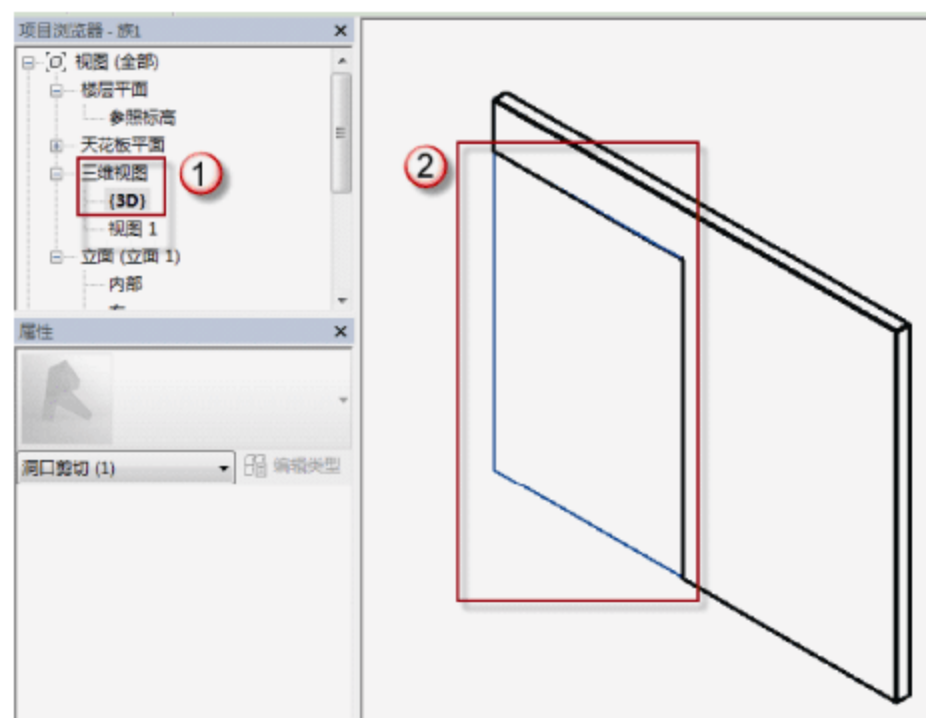 项目浏览器 - 族1
视图 (全部)
楼层平面
参照标高
天花板平面
三维视图
{3D}
视图 1
立面 (立面 1)
内部
1
2
属性
洞口剪切 (1)
编辑类型